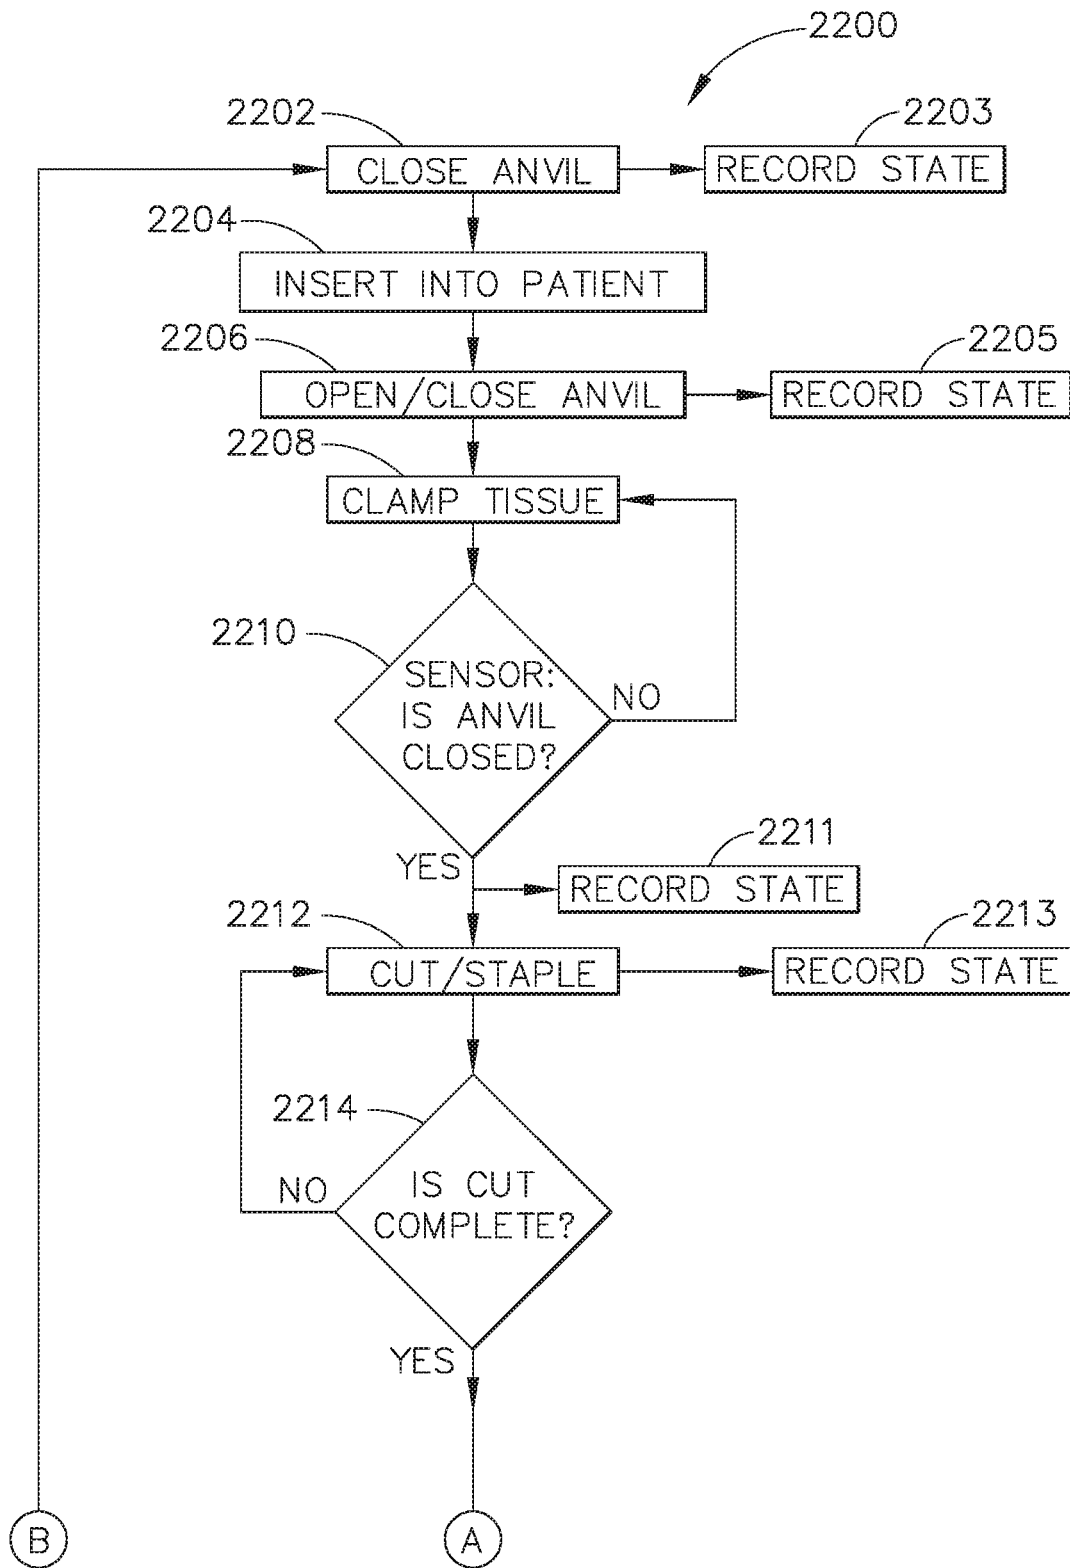 2200
2202
2203
CLOSE ANVIL
RECORD STATE
2204
INSERT INTO PATIENT
2206
2205
OPEN/CLOSE ANVIL
RECORD STATE
2208
CLAMP TISSUE
2210
SENSOR:
IS ANVIL
CLOSED?
NO
YES
2211
RECORD STATE
2212
2213
CUT/STAPLE
RECORD STATE
2214
IS CUT
COMPLETE?
NO
YES
B
A